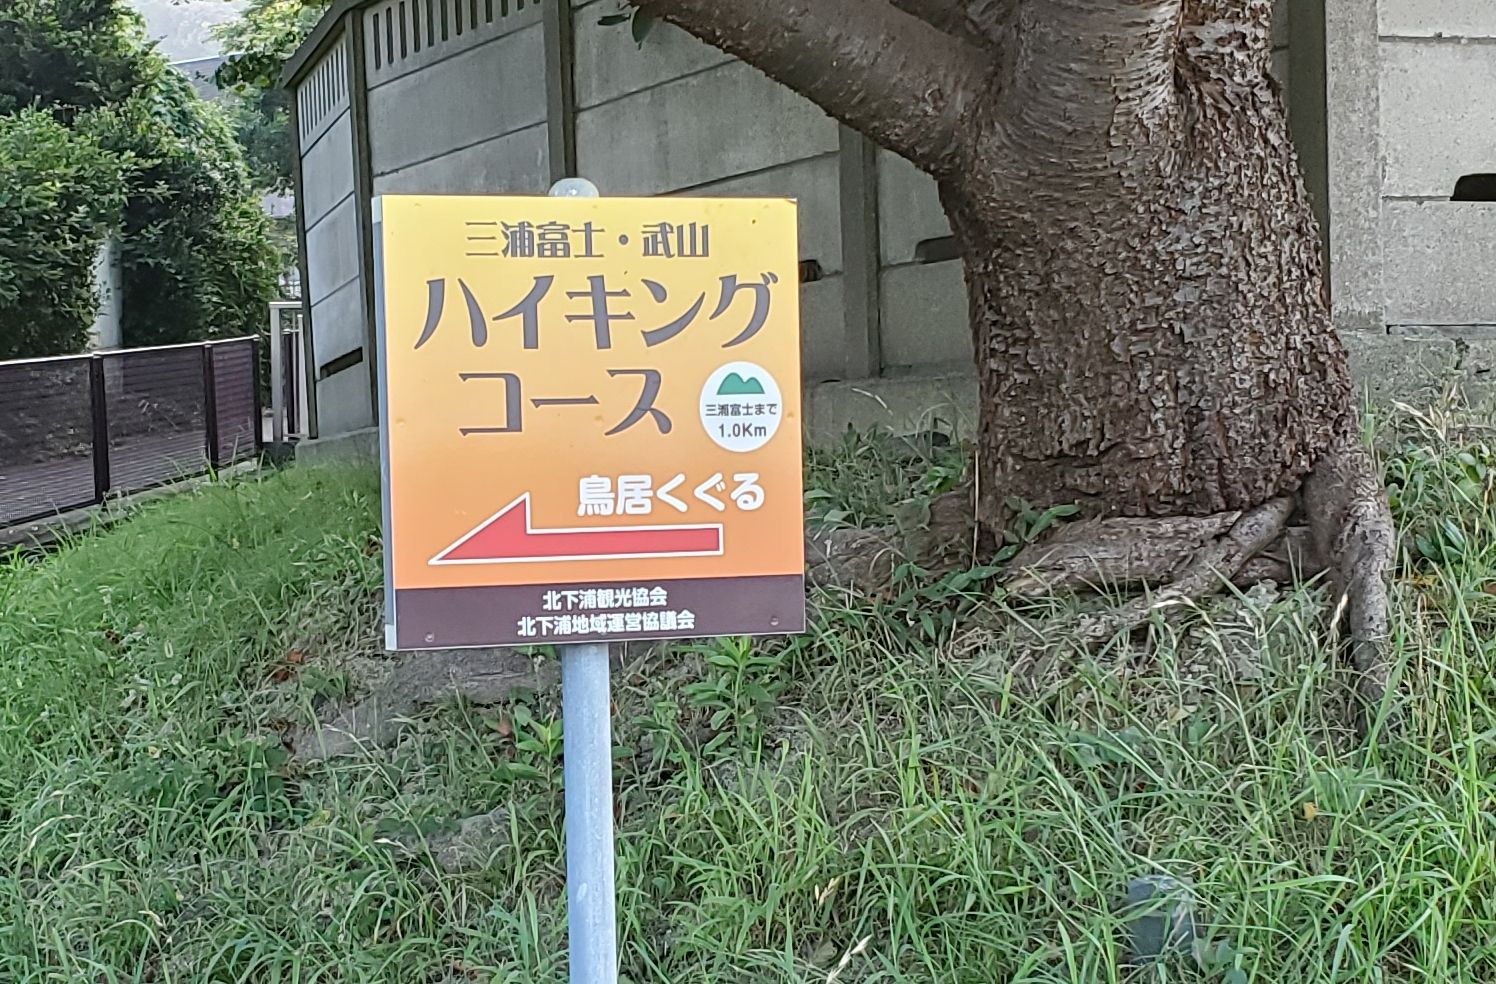 三浦富士・武山
ハイキング
コース
三浦富士まで
1.0Km
鳥居くぐる
北下浦観光協会
北下浦地域運営協議会